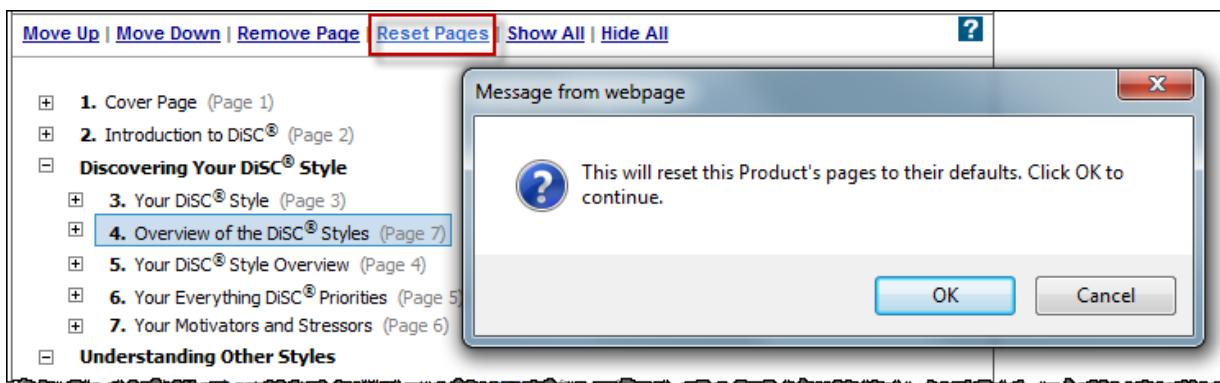 Move Up | Move Down | Remove Page | Reset Pages | Show All | Hide All ?
Message from webpage
x
1. Cover Page (Page 1)
2. Introduction to DiSC® (Page 2)
Discovering Your DiSC® Style
3. Your DiSC® Style (Page 3)
4. Overview of the DiSC® Styles (Page 7)
5. Your DiSC® Style Overview (Page 4)
6. Your Everything DiSC® Priorities (Page 5)
7. Your Motivators and Stressors (Page 6)
Understanding Other Styles
?
This will reset this Product's pages to their defaults. Click OK to
continue.
OK Cancel